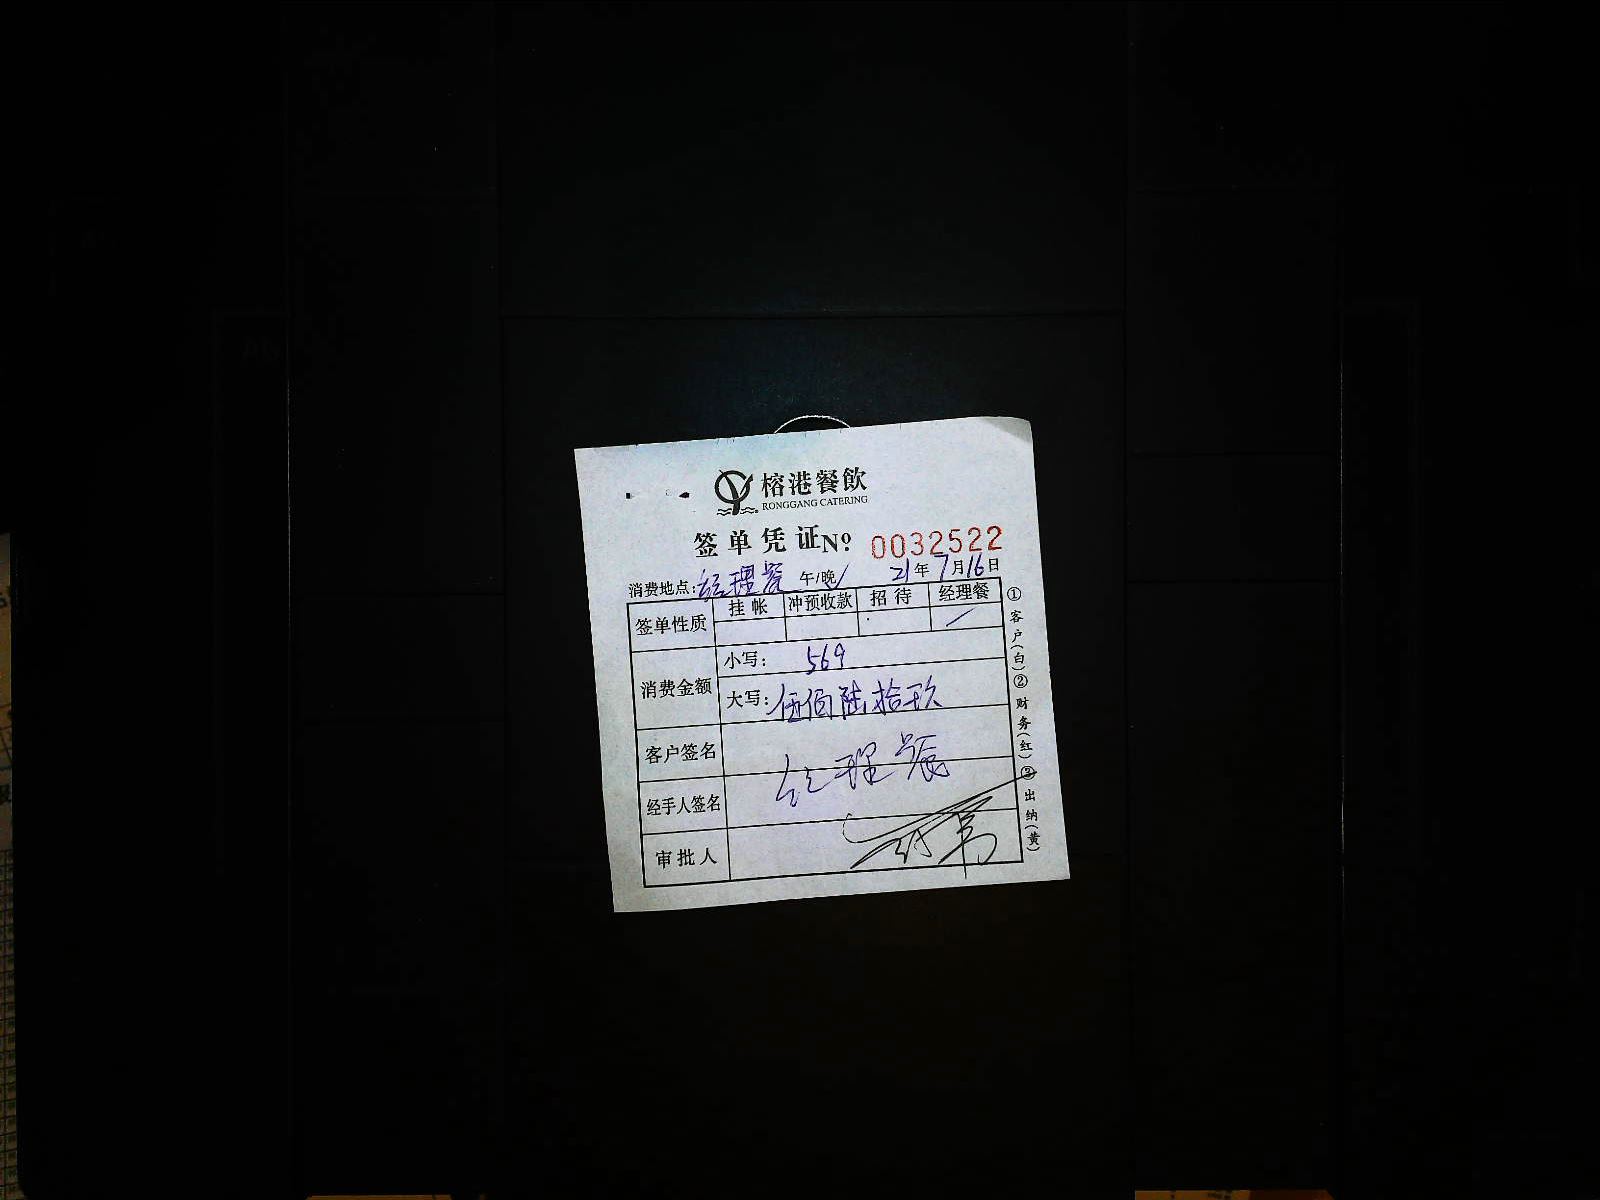 榕港餐飲
RONGGANG CATERING
签单凭证 No 0032522
消费地点: 经理餐 午/晚 21年7月16日
签单性质 挂帐 冲预收款 招待 经理餐
消费金额 小写: 569
大写: 伍佰陆拾玖
客户签名
经理餐
经手人签名
审批人
①客户(白)②财务(红)③出纳(黄)